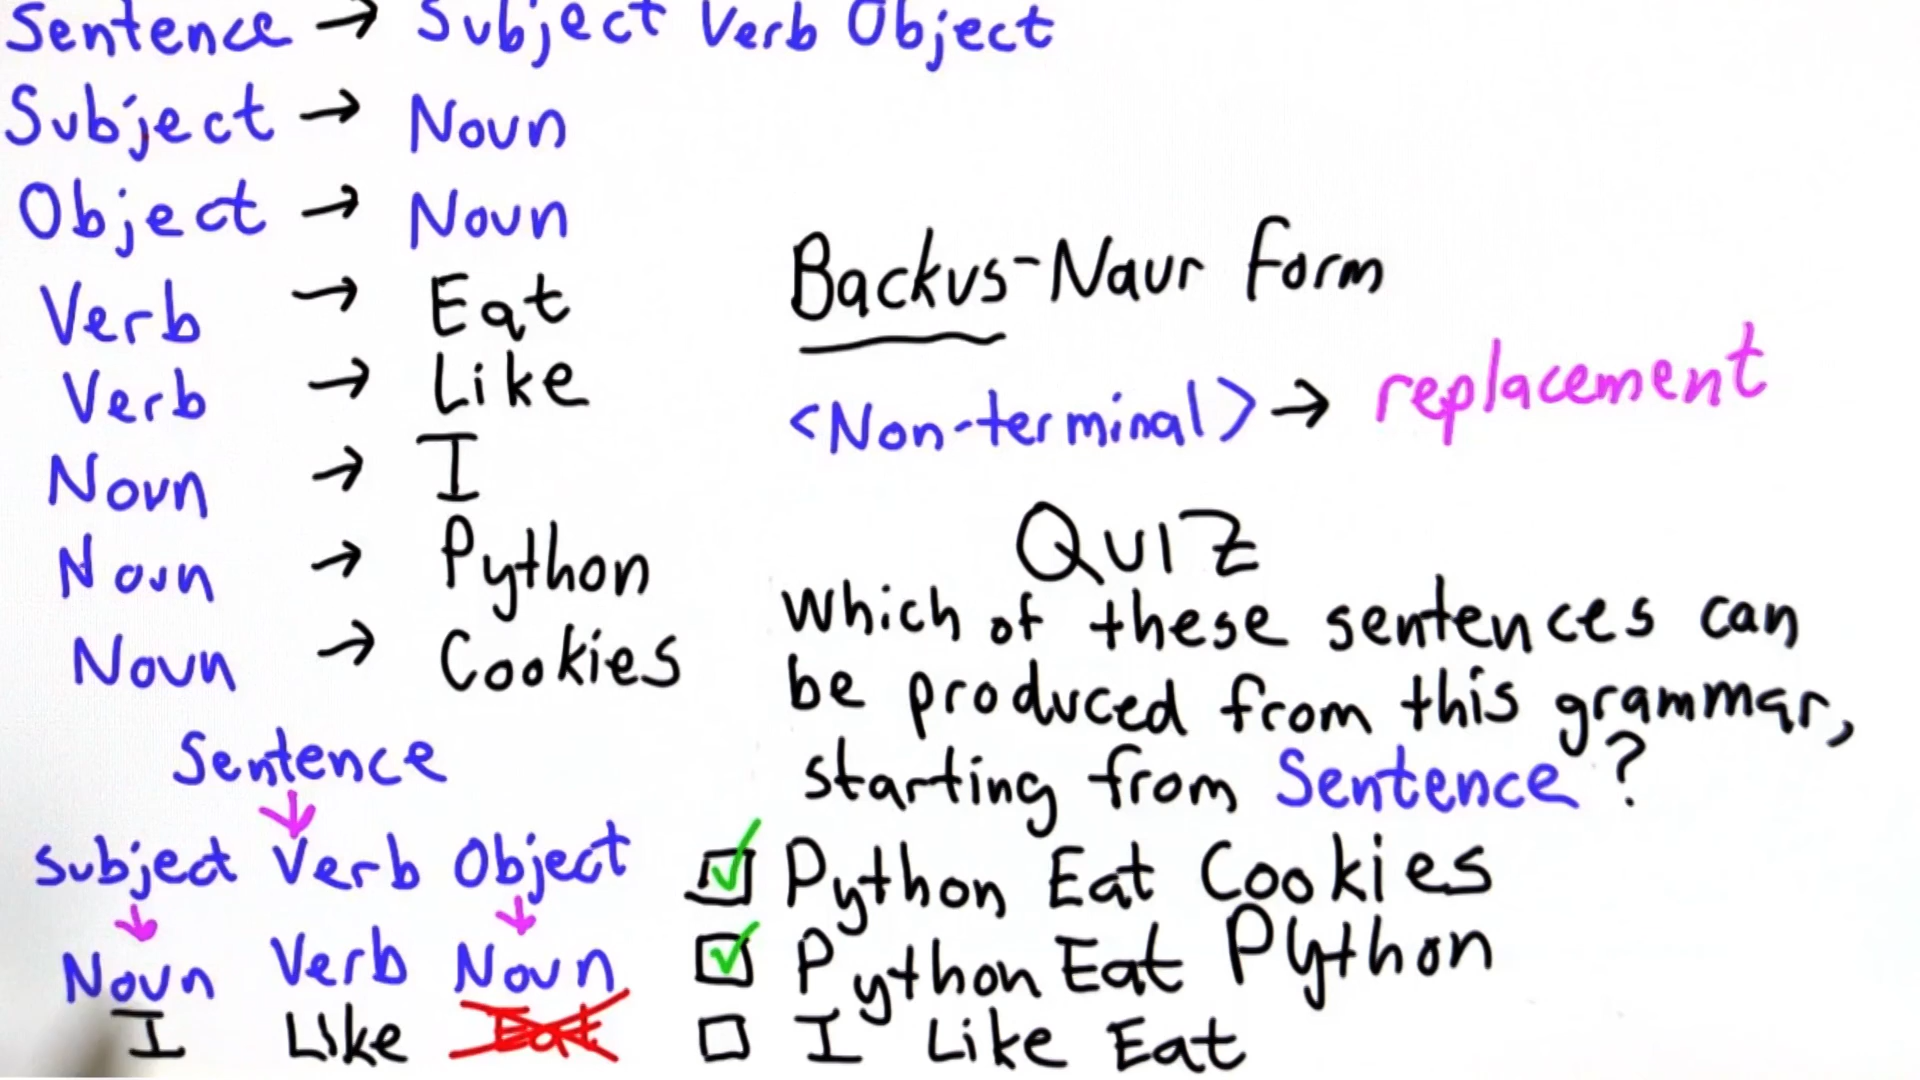 Sentence → Subject Verb Object
Subject → Noun
Object → Noun
Verb → Eat
Verb → Like
Noun → I
Noun → Python
Noun → Cookies
Sentence
Subject Verb Object
Noun Verb Noun
I Like Eat
Backus-Naur Form
<Non-terminal> → replacement
QUIZ
Which of these sentences can
be produced from this grammar,
starting from Sentence?
Python Eat Cookies
Python Eat Python
I Like Eat